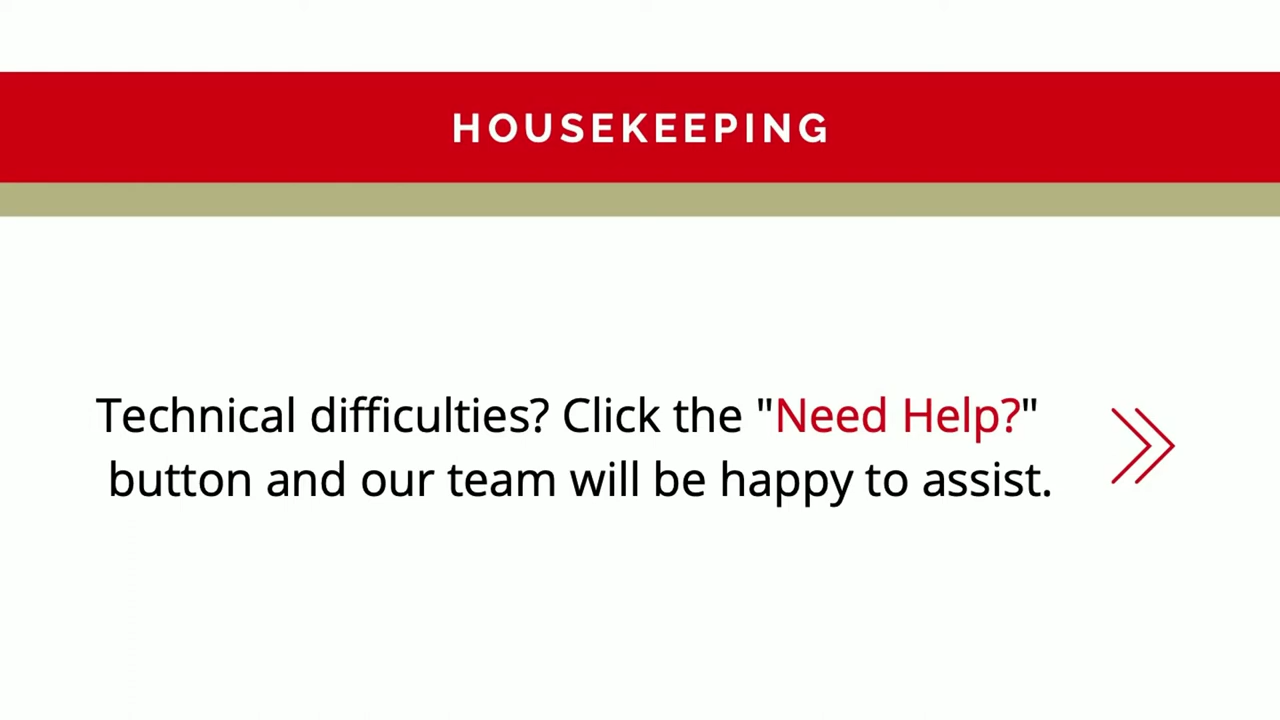 HOUSEKEEPING
Technical difficulties? Click the "Need Help?"
button and our team will be happy to assist.